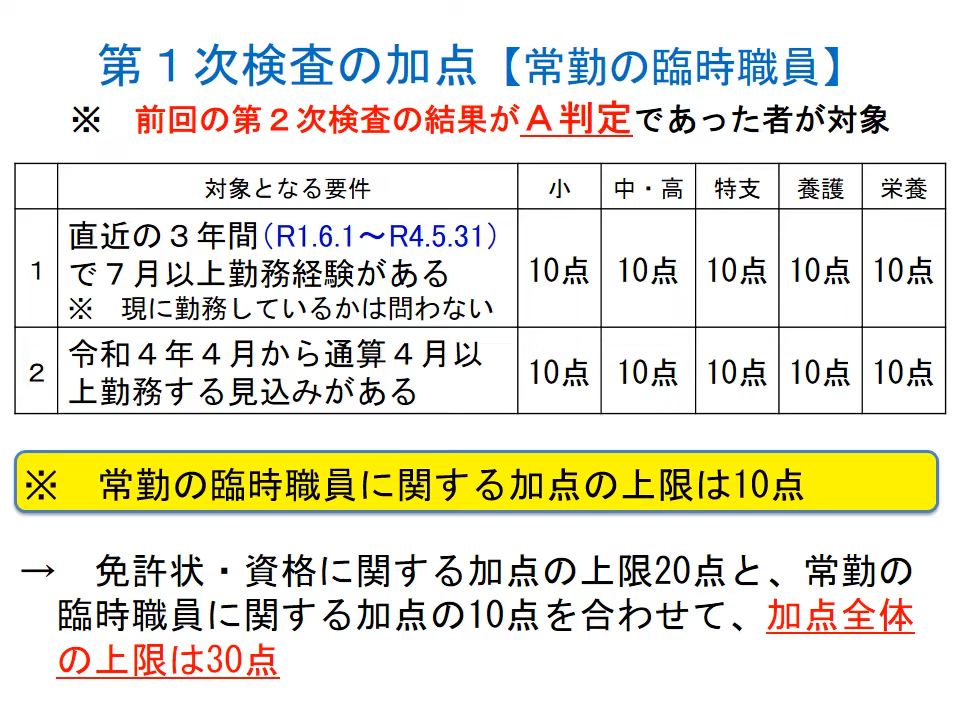 第１次検査の加点【常勤の臨時職員】
※　前回の第２次検査の結果がＡ判定であった者が対象
対象となる要件　小　中・高　特支　養護　栄養
1　直近の３年間（R1.6.1～R4.5.31）
で７月以上勤務経験がある
※　現に勤務しているかは問わない
10点　10点　10点　10点　10点
2　令和４年４月から通算４月以
上勤務する見込みがある
10点　10点　10点　10点　10点
※　常勤の臨時職員に関する加点の上限は10点
→　免許状・資格に関する加点の上限20点と、常勤の
臨時職員に関する加点の10点を合わせて、加点全体
の上限は30点